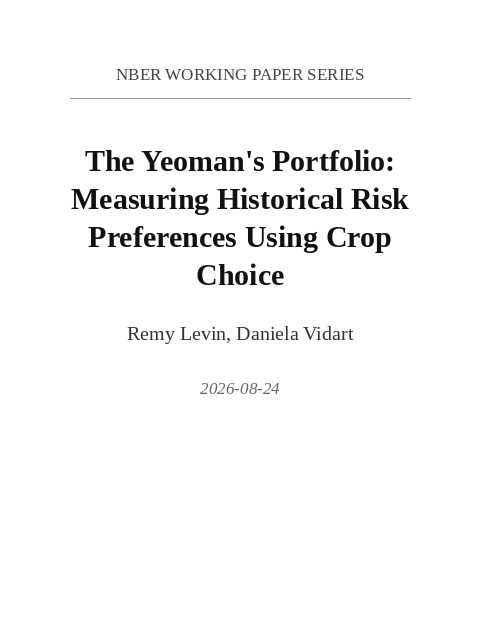 NBER WORKING PAPER SERIES
The Yeoman's Portfolio:
Measuring Historical Risk
Preferences Using Crop
Choice
Remy Levin, Daniela Vidart
2026-08-24